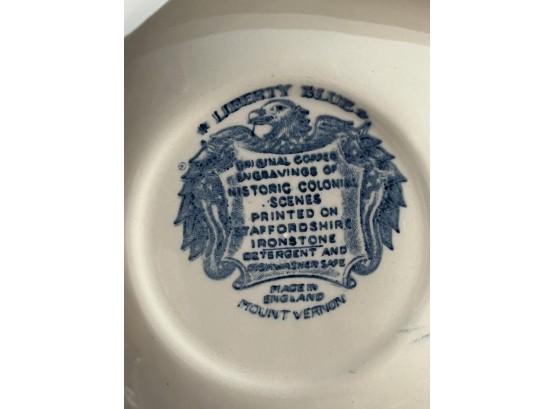 ★ LIBERTY BLUE ★
ORIGINAL COPPER
ENGRAVINGS OF
HISTORIC COLONIAL
SCENES
PRINTED ON
STAFFORDSHIRE
IRONSTONE
DETERGENT AND
DISHWASHER SAFE
MADE IN
ENGLAND
MOUNT VERNON
®